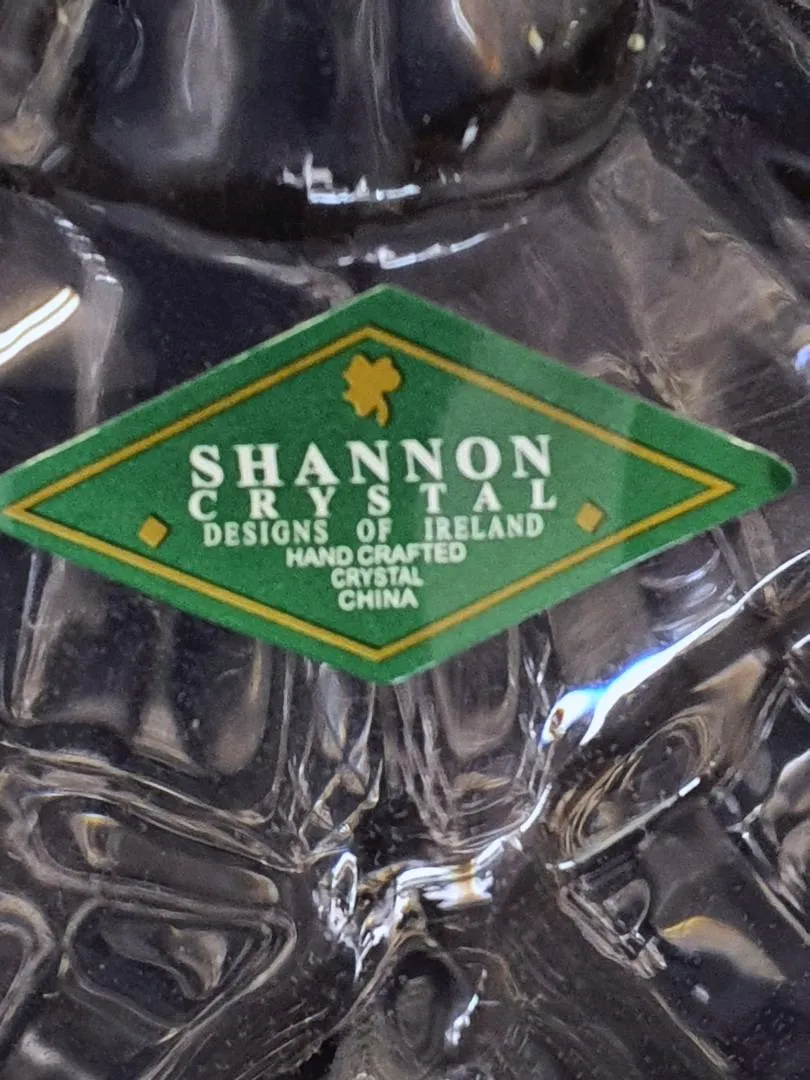 SHANNON
CRYSTAL
DESIGNS OF IRELAND
HAND CRAFTED
CRYSTAL
CHINA